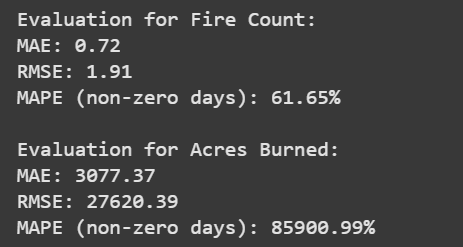 Evaluation for Fire Count:
MAE: 0.72
RMSE: 1.91
MAPE (non-zero days): 61.65%
Evaluation for Acres Burned:
MAE: 3077.37
RMSE: 27620.39
MAPE (non-zero days): 85900.99%